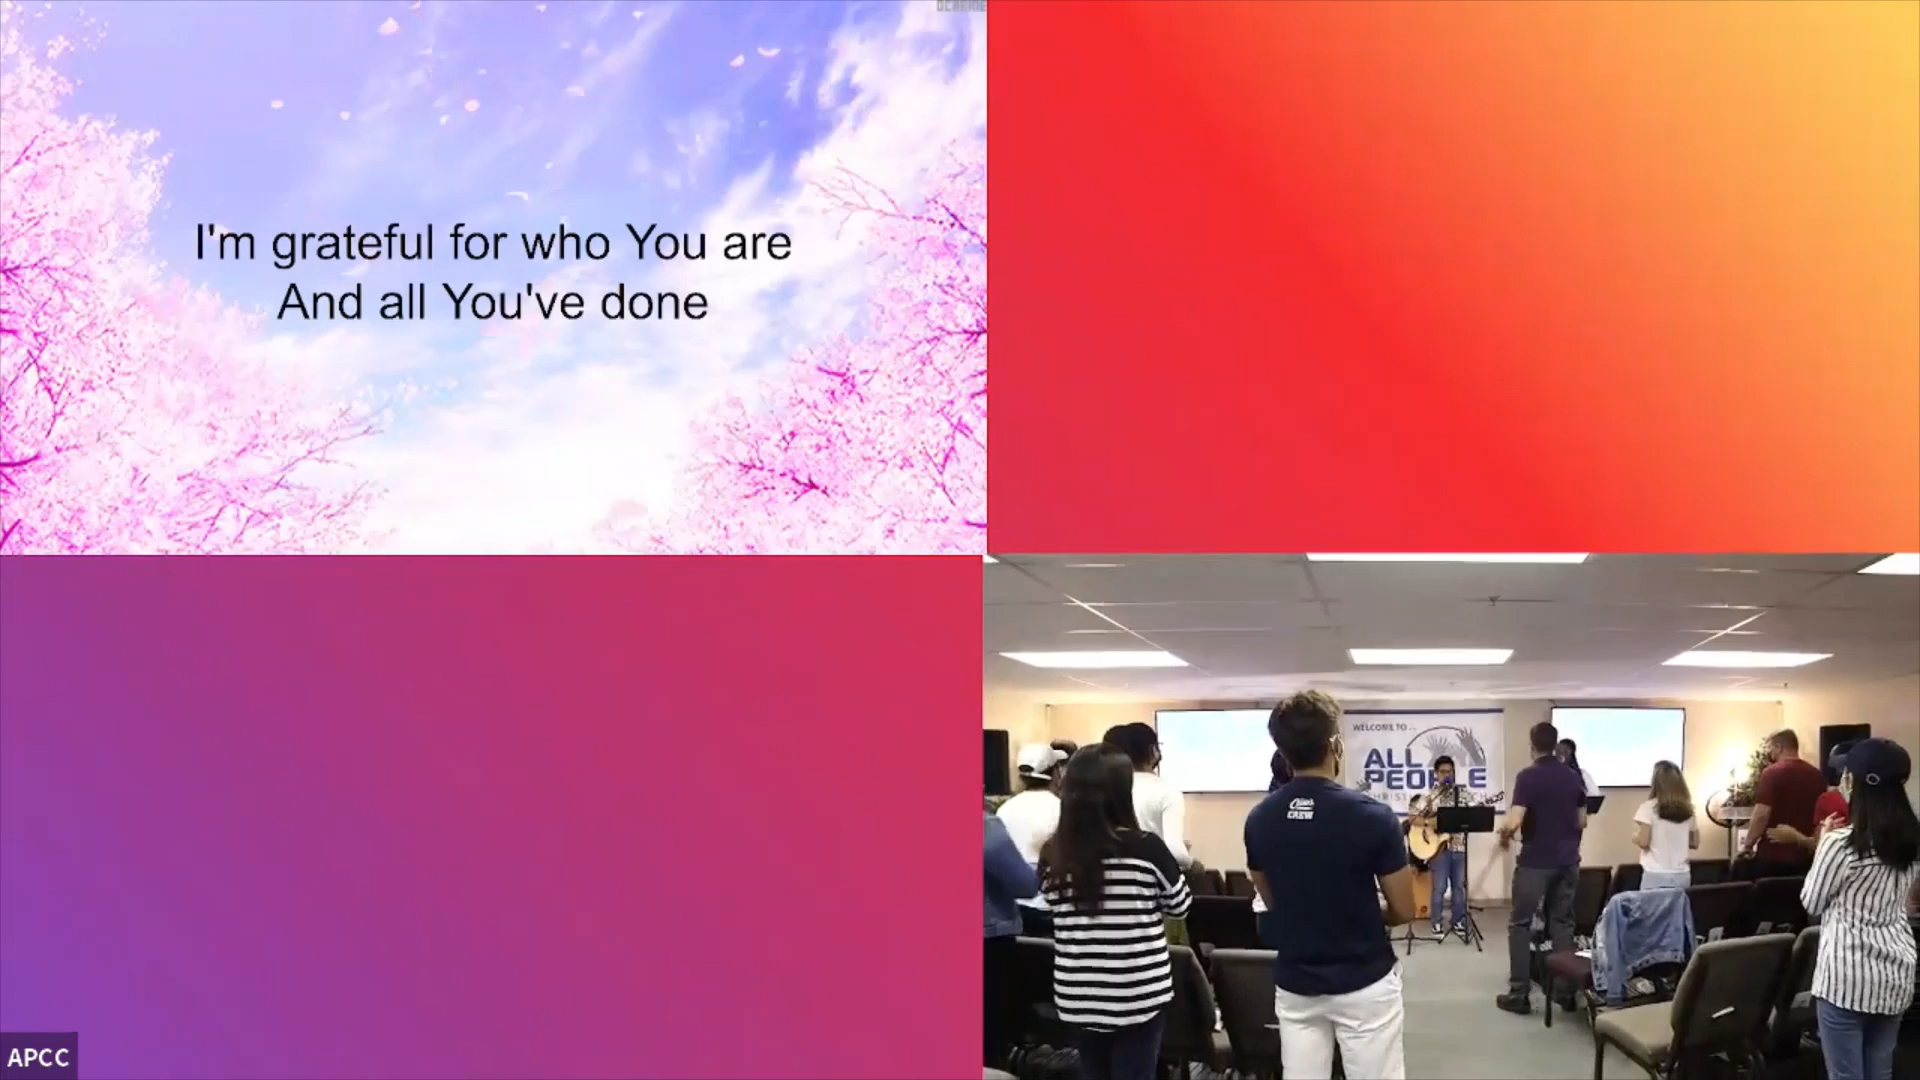 I'm grateful for who You are
And all You've done
WELCOME TO...
ALL
PEOPLE
CREW
APCC